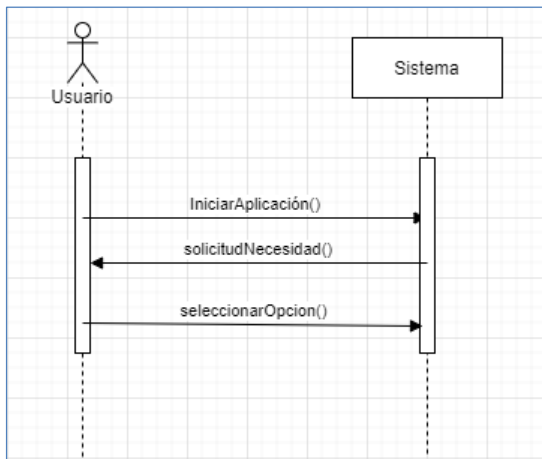 Usuario
Sistema
IniciarAplicación()
solicitudNecesidad()
seleccionarOpcion()